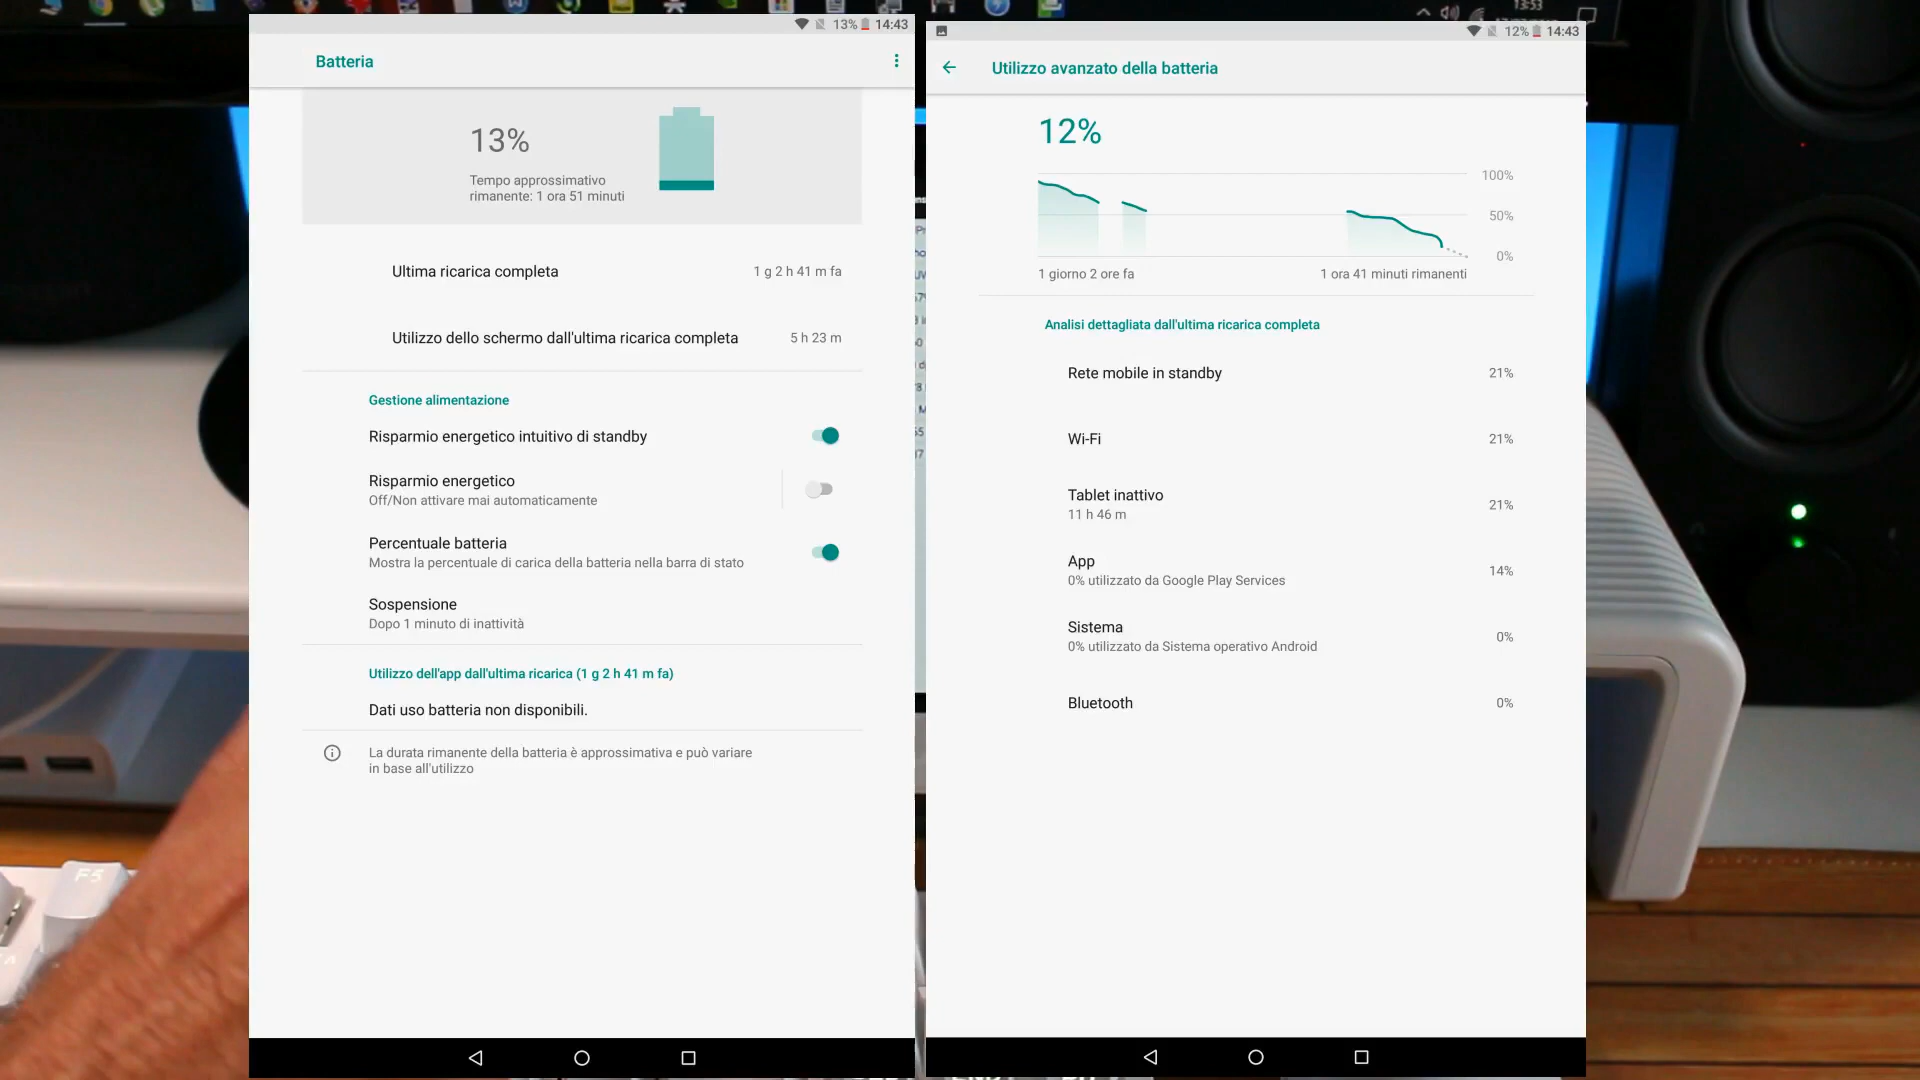 13% 14:43
Batteria
13%
Tempo approssimativo
rimanente: 1 ora 51 minuti
Ultima ricarica completa 1 g 2 h 41 m fa
Utilizzo dello schermo dall'ultima ricarica completa 5 h 23 m
Gestione alimentazione
Risparmio energetico intuitivo di standby
Risparmio energetico
Off/Non attivare mai automaticamente
Percentuale batteria
Mostra la percentuale di carica della batteria nella barra di stato
Sospensione
Dopo 1 minuto di inattività
Utilizzo dell'app dall'ultima ricarica (1 g 2 h 41 m fa)
Dati uso batteria non disponibili.
La durata rimanente della batteria è approssimativa e può variare
in base all'utilizzo
12% 14:43
Utilizzo avanzato della batteria
12%
100%
50%
0%
1 giorno 2 ore fa 1 ora 41 minuti rimanenti
Analisi dettagliata dall'ultima ricarica completa
Rete mobile in standby 21%
Wi-Fi 21%
Tablet inattivo 21%
11 h 46 m
App 14%
0% utilizzato da Google Play Services
Sistema 0%
0% utilizzato da Sistema operativo Android
Bluetooth 0%
13:53
F5